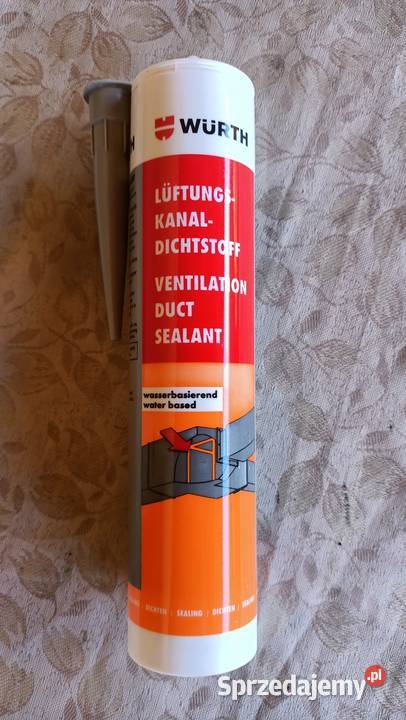 WÜRTH
LÜFTUNGS-
KANAL-
DICHTSTOFF
VENTILATION
DUCT
SEALANT
wasserbasierend
water based
DICHTEN | SEALING | DICHTEN
Sprzedajemy.pl